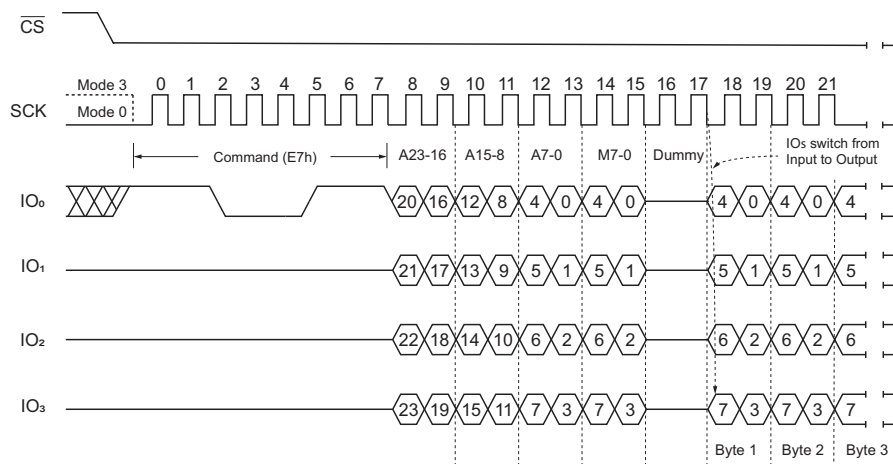 CS
Mode 3
0 1 2 3 4 5 6 7 8 9 10 11 12 13 14 15 16 17 18 19 20 21
SCK
Mode 0
Command (E7h)
A23-16 A15-8 A7-0 M7-0 Dummy
IOs switch from
Input to Output
IO₀ 20 16 12 8 4 0 4 0 4 0 4 0 4
IO₁ 21 17 13 9 5 1 5 1 5 1 5 1 5
IO₂ 22 18 14 10 6 2 6 2 6 2 6 2 6
IO₃ 23 19 15 11 7 3 7 3 7 3 7 3 7
Byte 1 Byte 2 Byte 3